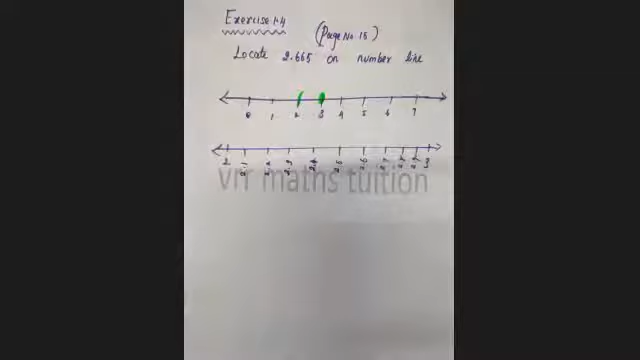 Exercise 1.4
(Page No 15)
Locate 2.665 on number line
0 1 2 3 4 5 6 7
2 2.1 2.2 2.3 2.4 2.5 2.6 2.7 2.8 2.9 3
vrr maths tuition